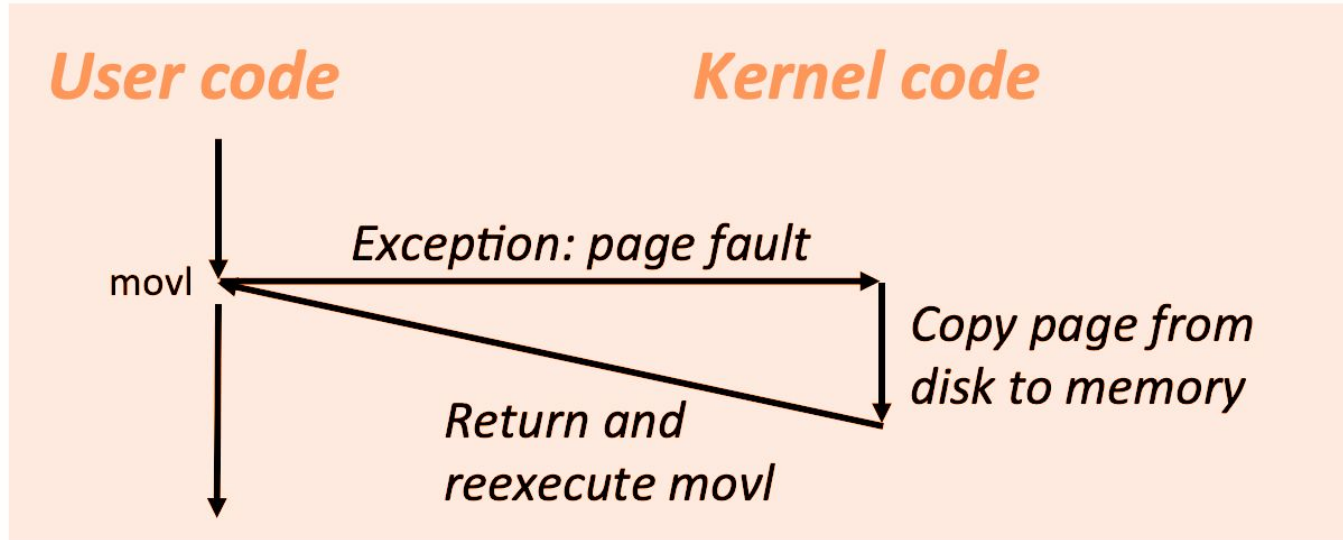 User code
Kernel code
Exception: page fault
movl
Copy page from
disk to memory
Return and
reexecute movl